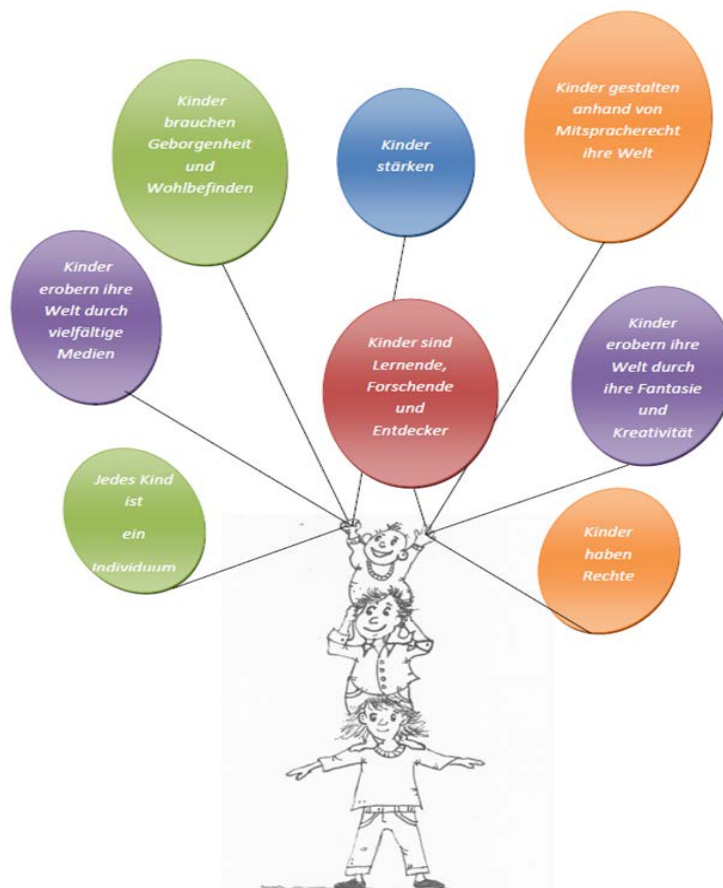 Kinder
brauchen
Geborgenheit
und
Wohlbefinden
Kinder
stärken
Kinder gestalten
anhand von
Mitspracherecht
ihre Welt
Kinder
erobern ihre
Welt durch
vielfältige
Medien
Kinder sind
Lernende,
Forschende
und
Entdecker
Kinder
erobern ihre
Welt durch
ihre Fantasie
und
Kreativität
Jedes Kind
ist
ein
Individuum
Kinder
haben
Rechte